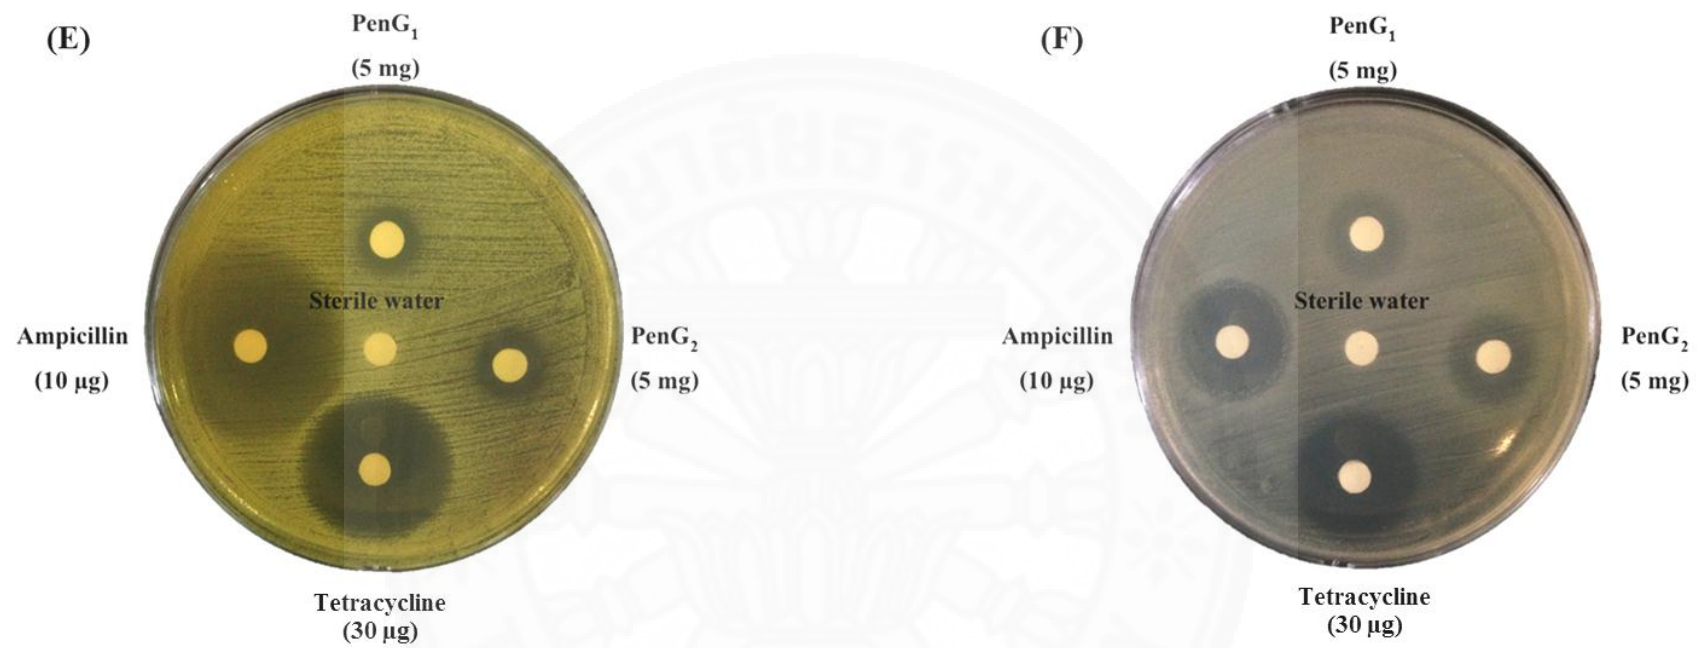 (E)
PenG₁
(5 mg)
Sterile water
Ampicillin
(10 µg)
PenG₂
(5 mg)
Tetracycline
(30 µg)
(F)
PenG₁
(5 mg)
Sterile water
Ampicillin
(10 µg)
PenG₂
(5 mg)
Tetracycline
(30 µg)